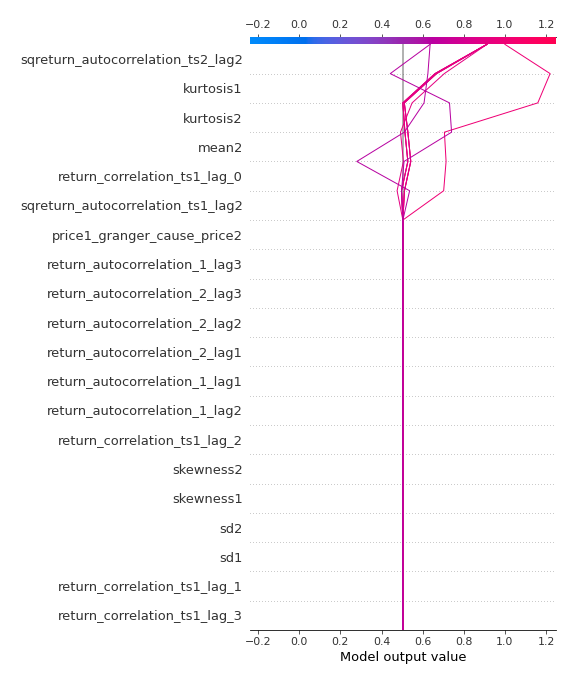 −0.2 0.0 0.2 0.4 0.6 0.8 1.0 1.2
sqreturn_autocorrelation_ts2_lag2
kurtosis1
kurtosis2
mean2
return_correlation_ts1_lag_0
sqreturn_autocorrelation_ts1_lag2
price1_granger_cause_price2
return_autocorrelation_1_lag3
return_autocorrelation_2_lag3
return_autocorrelation_2_lag2
return_autocorrelation_2_lag1
return_autocorrelation_1_lag1
return_autocorrelation_1_lag2
return_correlation_ts1_lag_2
skewness2
skewness1
sd2
sd1
return_correlation_ts1_lag_1
return_correlation_ts1_lag_3
−0.2 0.0 0.2 0.4 0.6 0.8 1.0 1.2
Model output value